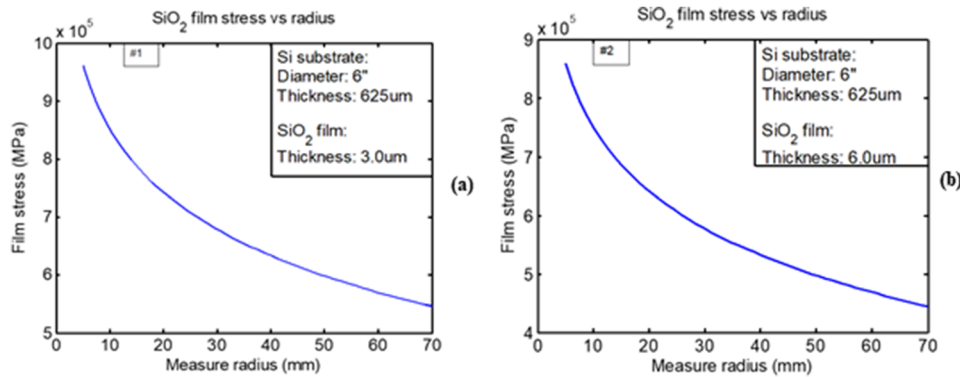 SiO2 film stress vs radius
x 10^5
#1
Si substrate:
Diameter: 6"
Thickness: 625um
SiO2 film:
Thickness: 3.0um
10
9
8
7
6
5
Film stress (MPa)
0 10 20 30 40 50 60 70
Measure radius (mm)
(a)
SiO2 film stress vs radius
x 10^5
#2
Si substrate:
Diameter: 6"
Thickness: 625um
SiO2 film:
Thickness: 6.0um
9
8
7
6
5
4
Film stress (MPa)
0 10 20 30 40 50 60 70
Measure radius (mm)
(b)